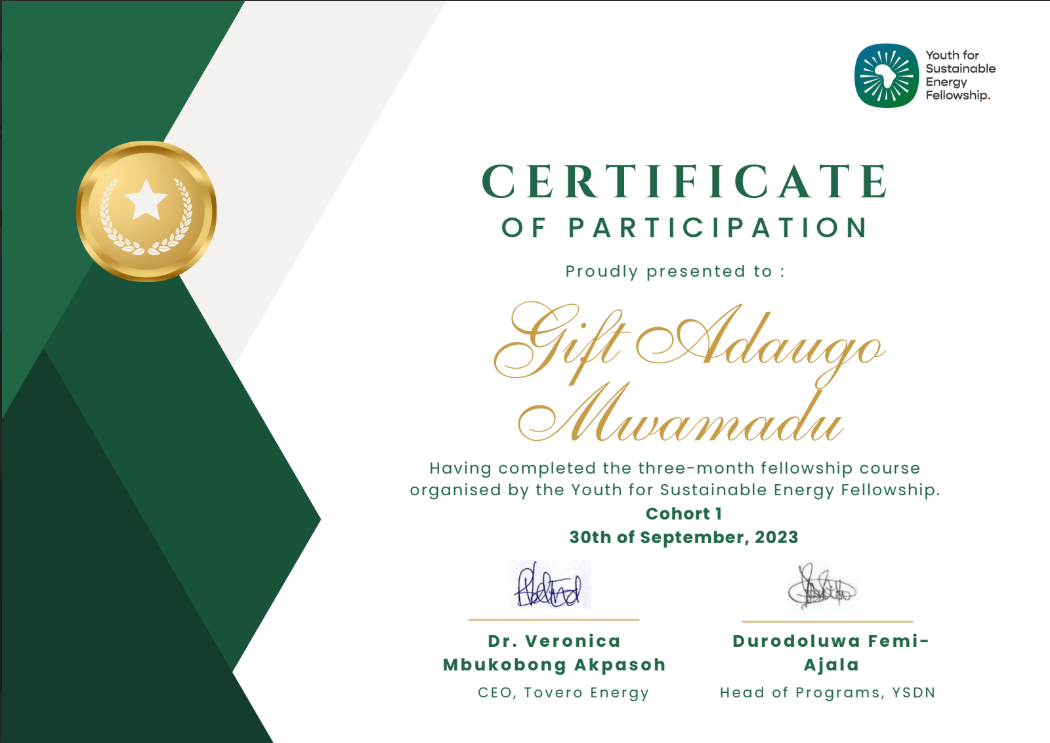 Youth for
Sustainable
Energy
Fellowship.
CERTIFICATE
OF PARTICIPATION
Proudly presented to :
Gift Adaugo
Mwamadu
Having completed the three-month fellowship course
organised by the Youth for Sustainable Energy Fellowship.
Cohort 1
30th of September, 2023
Dr. Veronica
Mbukobong Akpasoh
CEO, Tovero Energy
Durodoluwa Femi-
Ajala
Head of Programs, YSDN